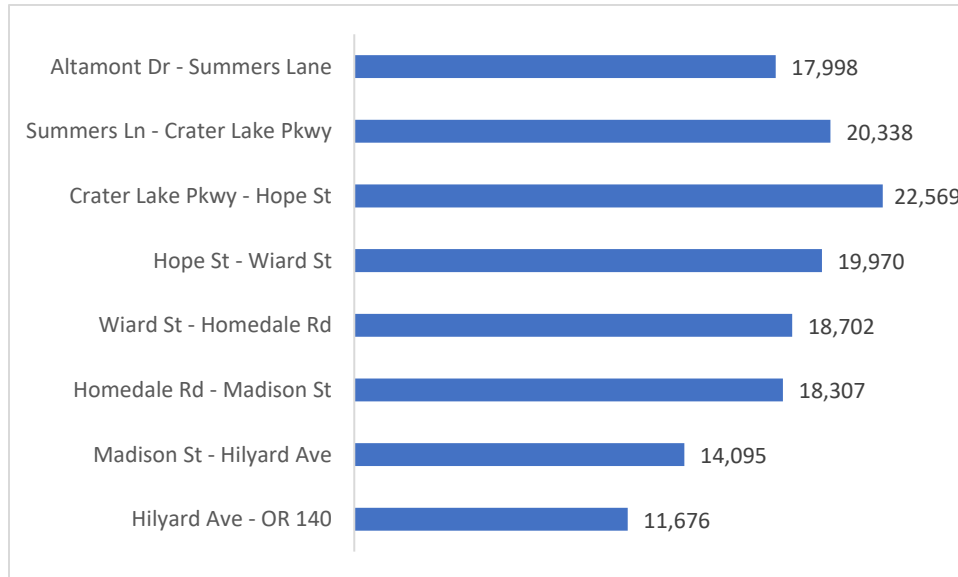 Altamont Dr - Summers Lane 17,998
Summers Ln - Crater Lake Pkwy 20,338
Crater Lake Pkwy - Hope St 22,569
Hope St - Wiard St 19,970
Wiard St - Homedale Rd 18,702
Homedale Rd - Madison St 18,307
Madison St - Hilyard Ave 14,095
Hilyard Ave - OR 140 11,676